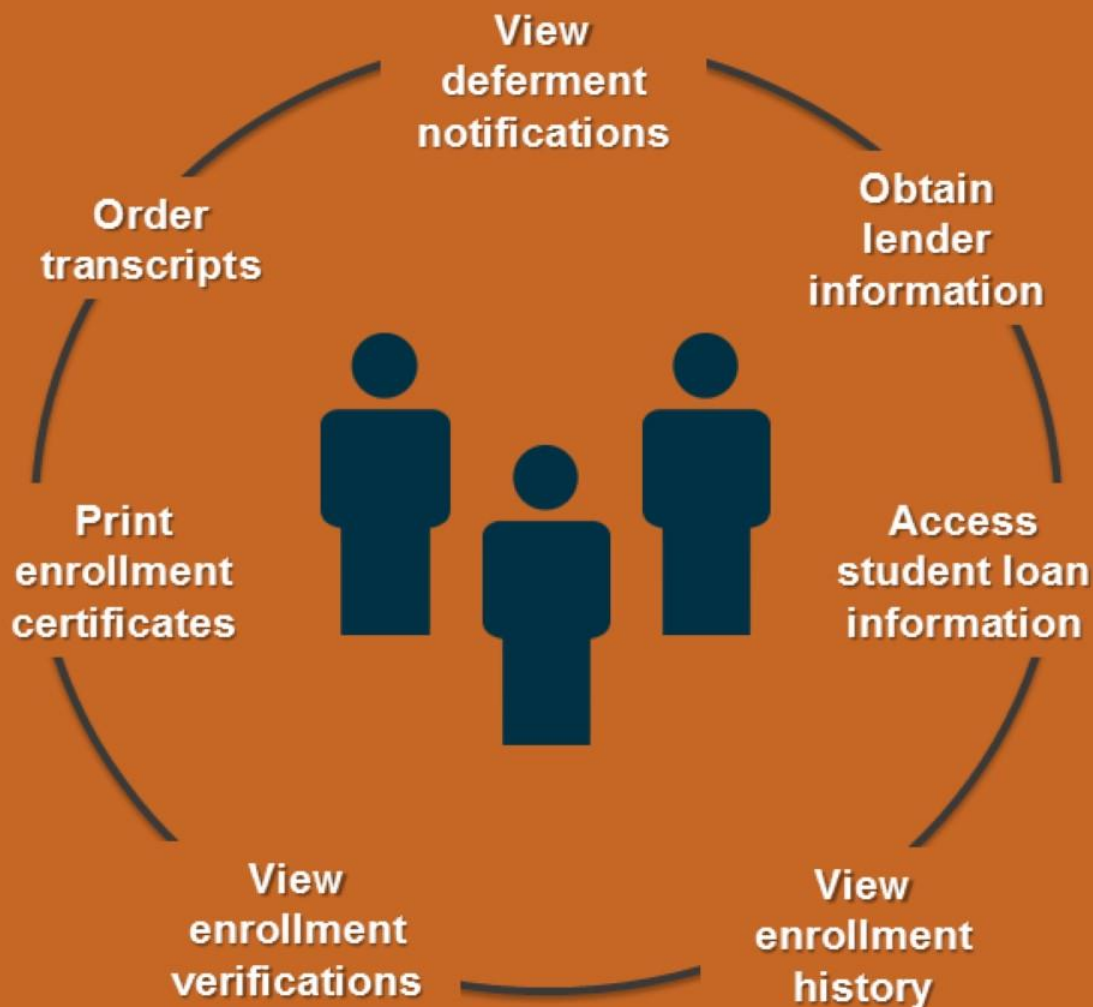 View
deferment
notifications
Obtain
lender
information
Access
student loan
information
View
enrollment
history
View
enrollment
verifications
Print
enrollment
certificates
Order
transcripts